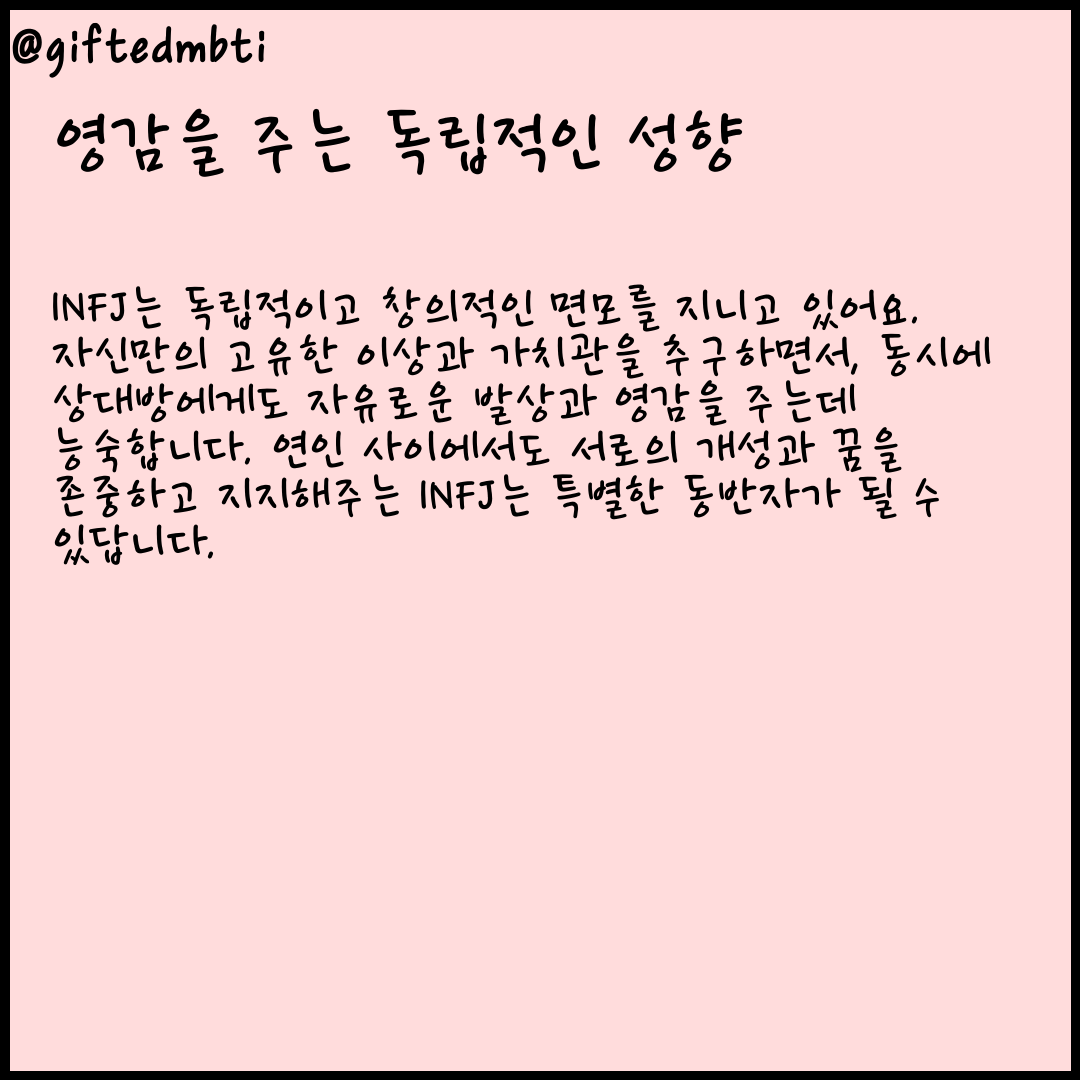 @giftedmbti
영감을 주는 독립적인 성향
INFJ는 독립적이고 창의적인 면모를 지니고 있어요.
자신만의 고유한 이상과 가치관을 추구하면서, 동시에
상대방에게도 자유로운 발상과 영감을 주는데
능숙합니다. 연인 사이에서도 서로의 개성과 꿈을
존중하고 지지해주는 INFJ는 특별한 동반자가 될 수
있답니다.